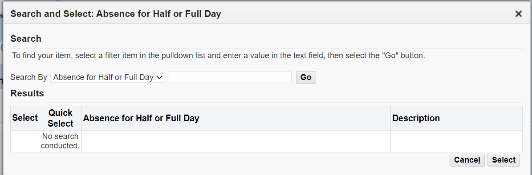 Search and Select: Absence for Half or Full Day
Search
To find your item, select a filter item in the pulldown list and enter a value in the text field, then select the "Go" button.
Search By Absence for Half or Full Day Go
Results
Select Quick Select Absence for Half or Full Day Description
No search
conducted.
Cancel Select